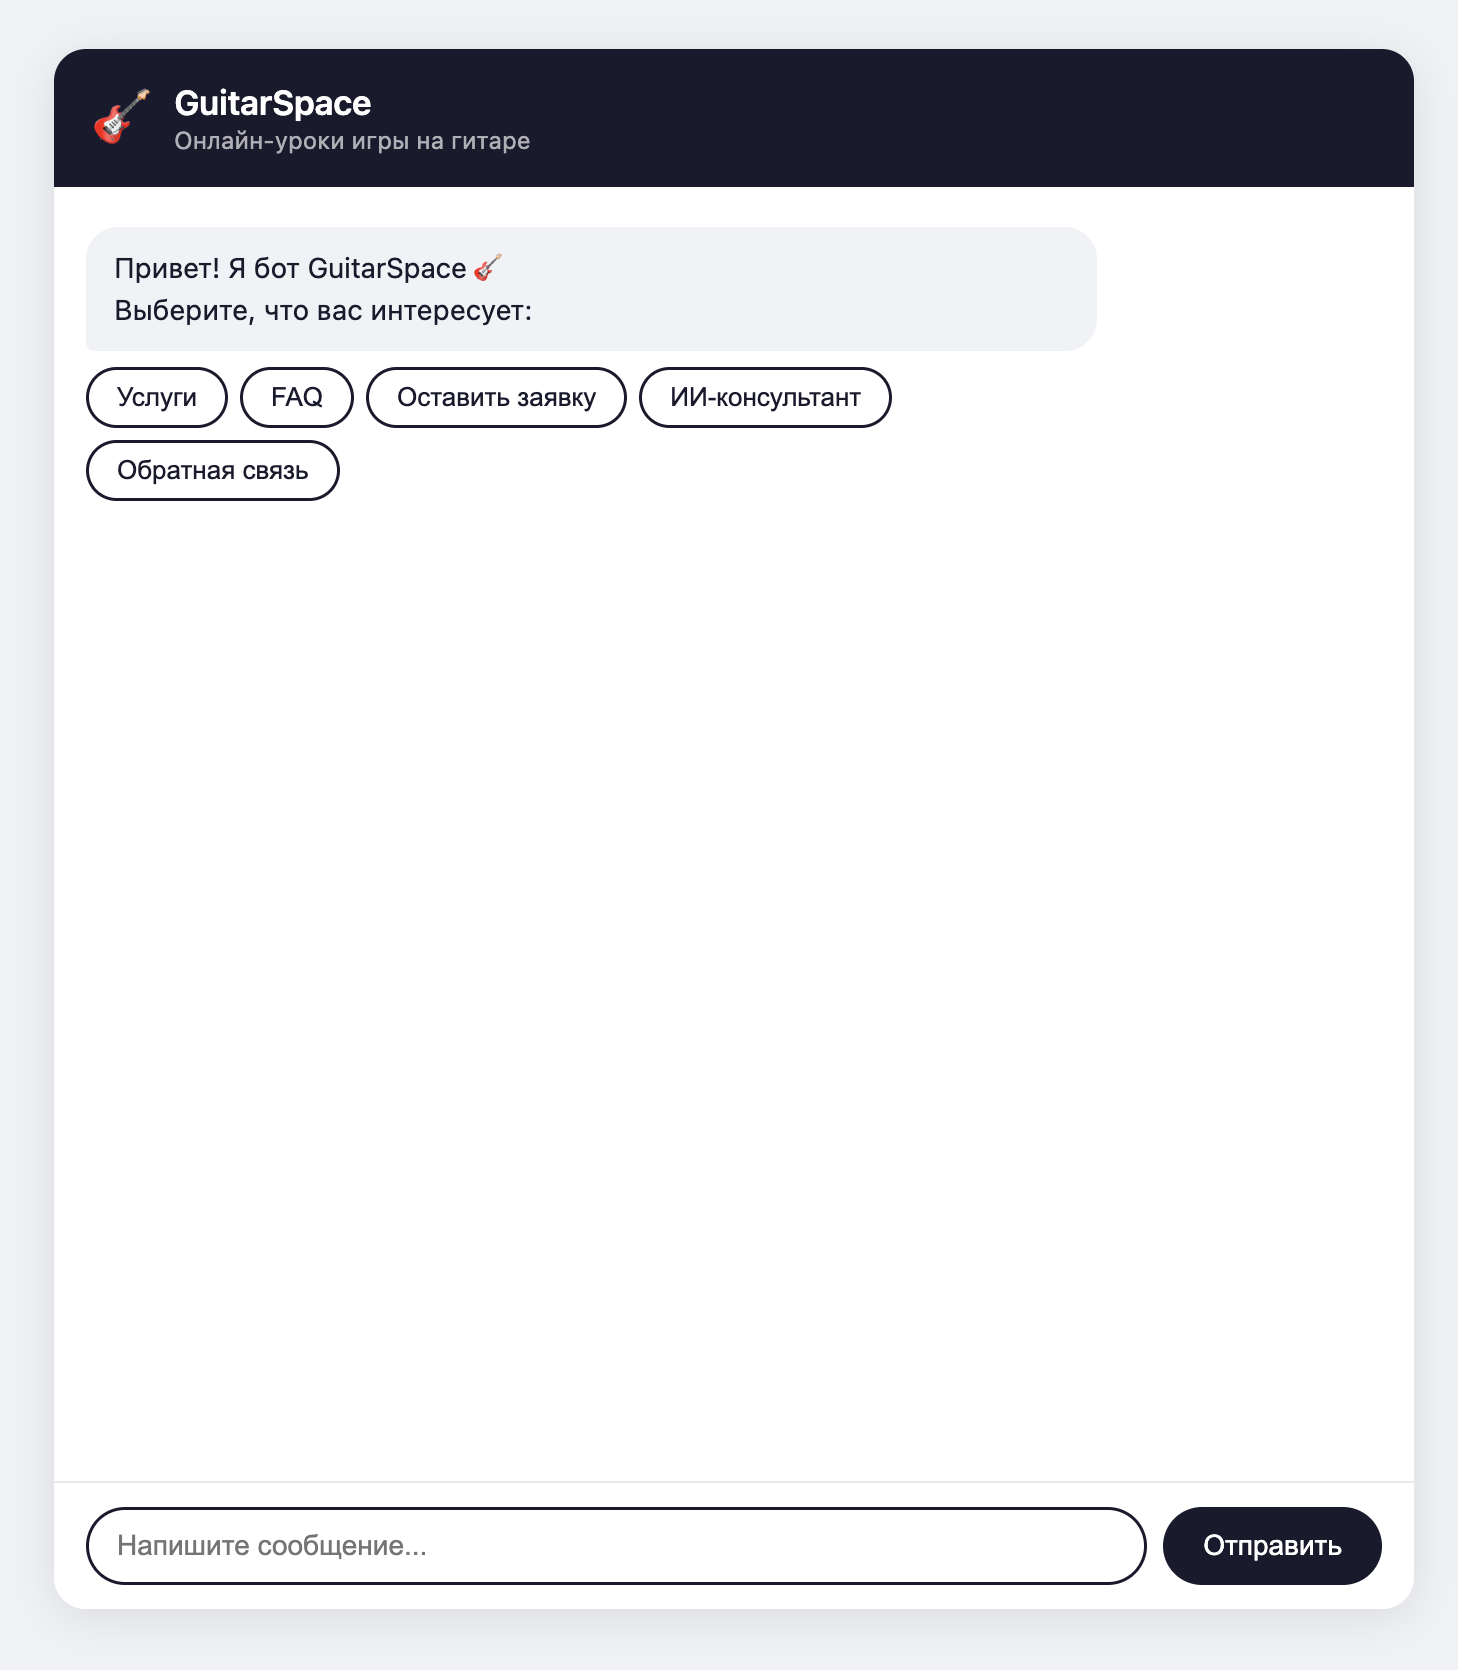 GuitarSpace
Онлайн-уроки игры на гитаре
Привет! Я бот GuitarSpace 🎸
Выберите, что вас интересует:
Услуги
FAQ
Оставить заявку
ИИ-консультант
Обратная связь
Напишите сообщение...
Отправить